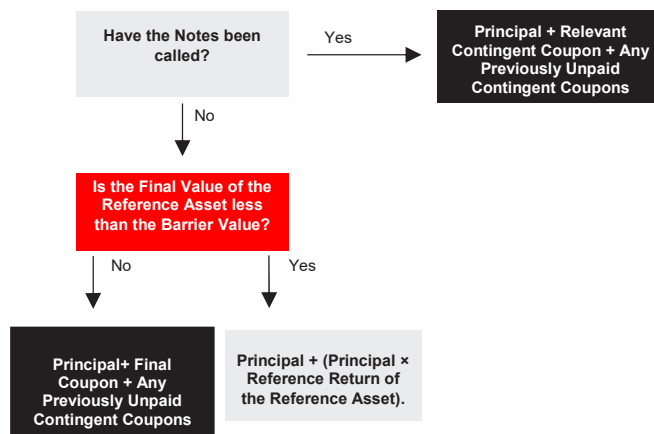 Have the Notes been
called?
Yes
Principal + Relevant
Contingent Coupon + Any
Previously Unpaid
Contingent Coupons
No
Is the Final Value of the
Reference Asset less
than the Barrier Value?
No
Yes
Principal+ Final
Coupon + Any
Previously Unpaid
Contingent Coupons
Principal + (Principal ×
Reference Return of
the Reference Asset).